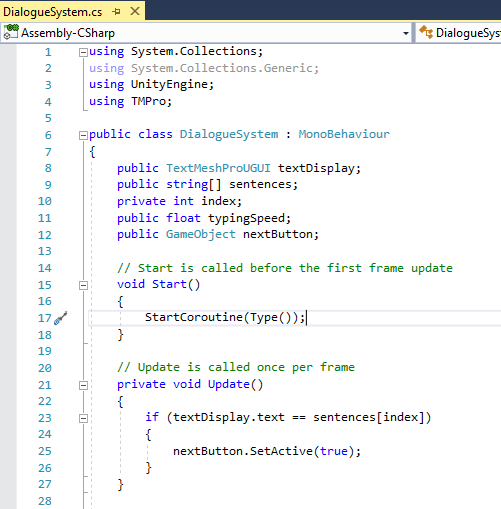 DialogueSystem.cs
Assembly-CSharp DialogueSys
1 using System.Collections;
2 using System.Collections.Generic;
3 using UnityEngine;
4 using TMPro;
5
6 public class DialogueSystem : MonoBehaviour
7 {
8 public TextMeshProUGUI textDisplay;
9 public string[] sentences;
10 private int index;
11 public float typingSpeed;
12 public GameObject nextButton;
13
14 // Start is called before the first frame update
15 void Start()
16 {
17 StartCoroutine(Type());
18 }
19
20 // Update is called once per frame
21 private void Update()
22 {
23 if (textDisplay.text == sentences[index])
24 {
25 nextButton.SetActive(true);
26 }
27 }
28